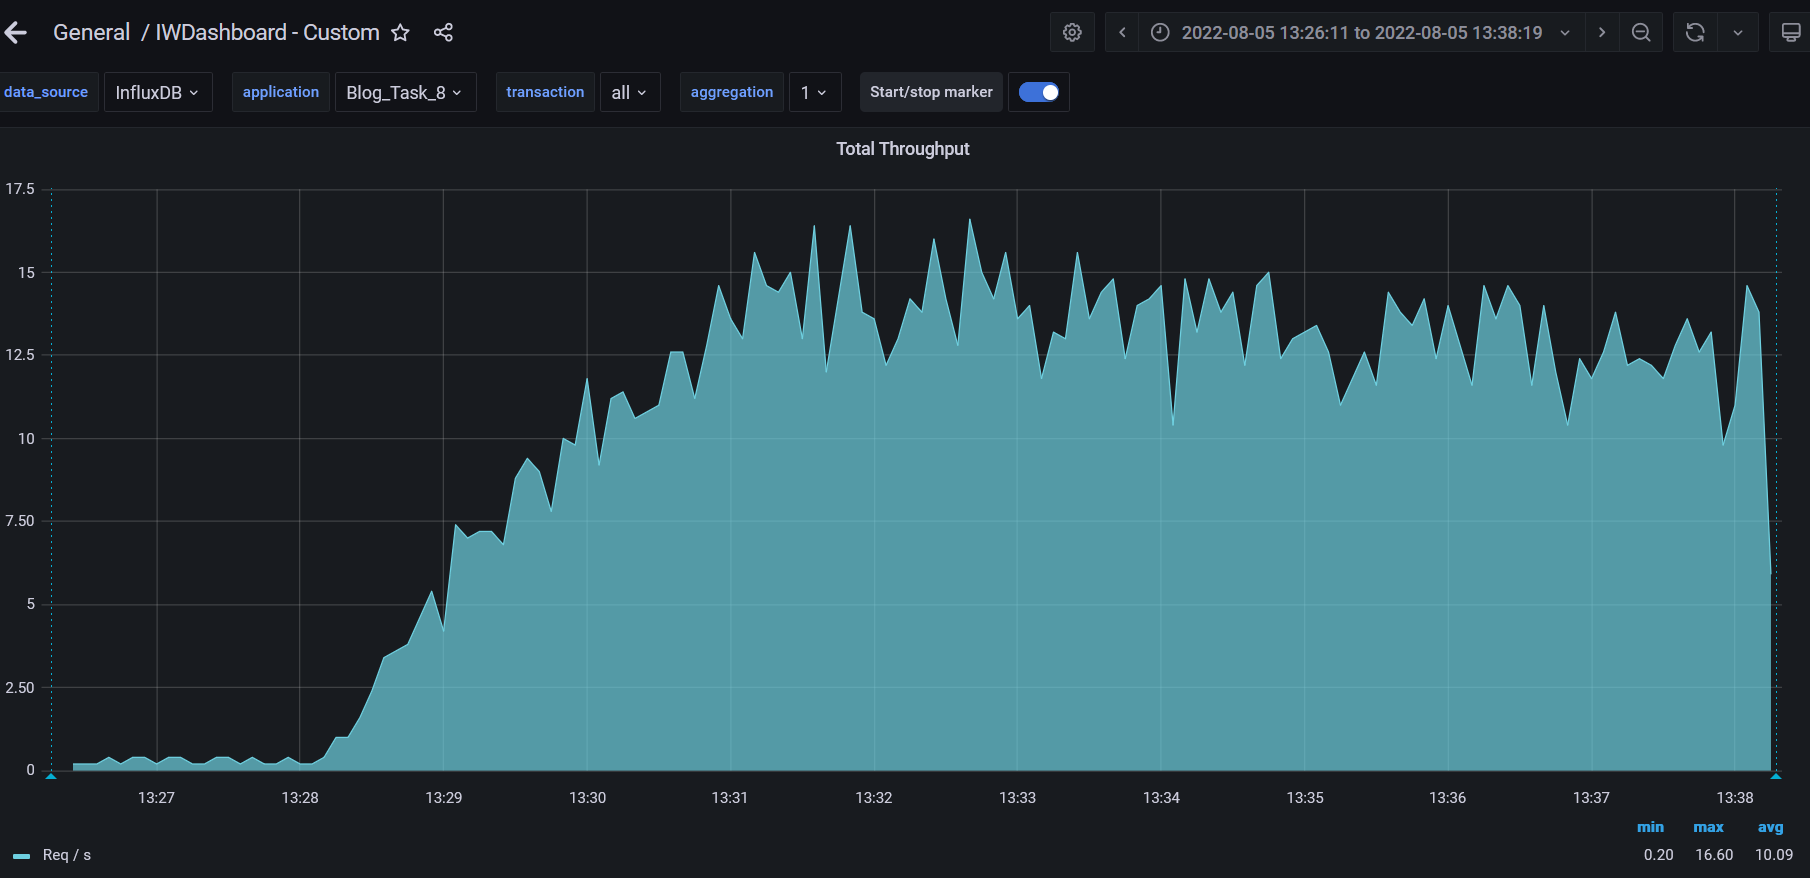 General / IWDashboard - Custom
2022-08-05 13:26:11 to 2022-08-05 13:38:19
data_source InfluxDB application Blog_Task_8 transaction all aggregation 1 Start/stop marker
Total Throughput
17.5
15
12.5
10
7.50
5
2.50
0
13:27 13:28 13:29 13:30 13:31 13:32 13:33 13:34 13:35 13:36 13:37 13:38
min max avg
Req / s 0.20 16.60 10.09